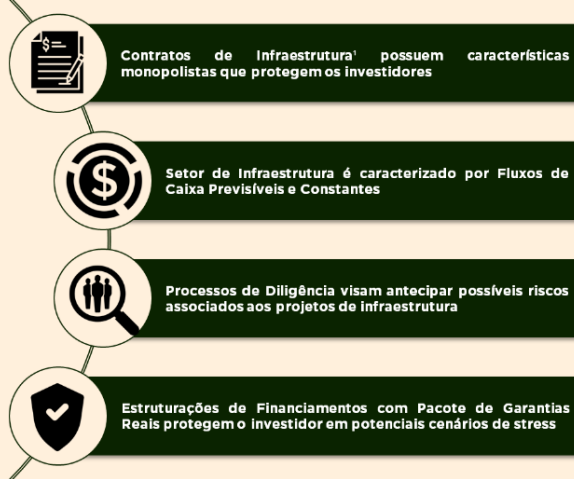 Contratos de Infraestrutura¹ possuem características
monopolistas que protegem os investidores
Setor de Infraestrutura é caracterizado por Fluxos de
Caixa Previsíveis e Constantes
Processos de Diligência visam antecipar possíveis riscos
associados aos projetos de infraestrutura
Estruturações de Financiamentos com Pacote de Garantias
Reais protegem o investidor em potenciais cenários de stress